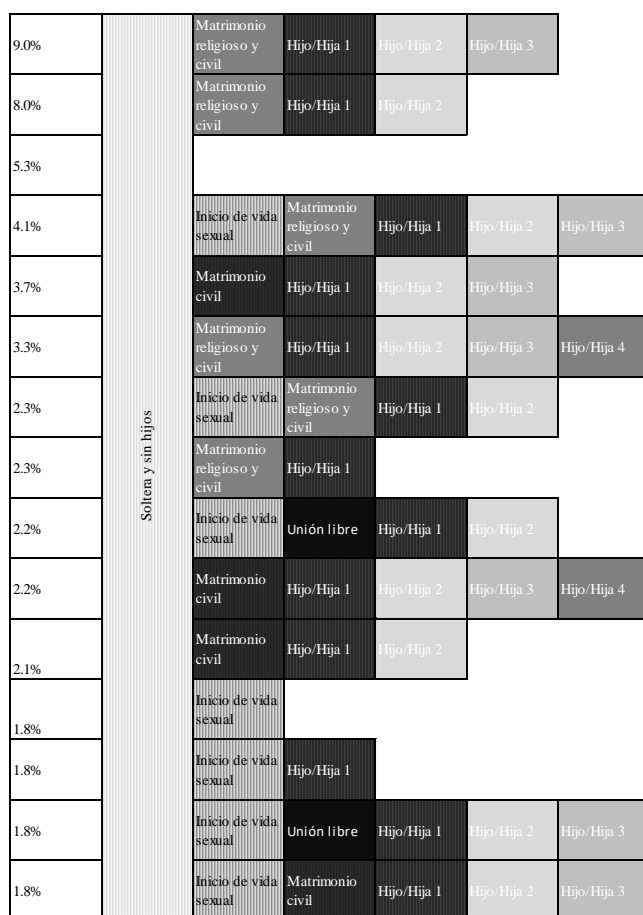 9.0%
Matrimonio
religioso y
civil
Hijo/Hija 1
Hijo/Hija 2
Hijo/Hija 3
8.0%
Matrimonio
religioso y
civil
Hijo/Hija 1
Hijo/Hija 2
5.3%
4.1%
Inicio de vida
sexual
Matrimonio
religioso y
civil
Hijo/Hija 1
Hijo/Hija 2
Hijo/Hija 3
3.7%
Matrimonio
civil
Hijo/Hija 1
Hijo/Hija 2
Hijo/Hija 3
3.3%
Matrimonio
religioso y
civil
Hijo/Hija 1
Hijo/Hija 2
Hijo/Hija 3
Hijo/Hija 4
2.3%
Inicio de vida
sexual
Matrimonio
religioso y
civil
Hijo/Hija 1
Hijo/Hija 2
Soltera y sin hijos
2.3%
Matrimonio
religioso y
civil
Hijo/Hija 1
2.2%
Inicio de vida
sexual
Unión libre
Hijo/Hija 1
Hijo/Hija 2
2.2%
Matrimonio
civil
Hijo/Hija 1
Hijo/Hija 2
Hijo/Hija 3
Hijo/Hija 4
2.1%
Matrimonio
civil
Hijo/Hija 1
Hijo/Hija 2
1.8%
Inicio de vida
sexual
1.8%
Inicio de vida
sexual
Hijo/Hija 1
1.8%
Inicio de vida
sexual
Unión libre
Hijo/Hija 1
Hijo/Hija 2
Hijo/Hija 3
1.8%
Inicio de vida
sexual
Matrimonio
civil
Hijo/Hija 1
Hijo/Hija 2
Hijo/Hija 3